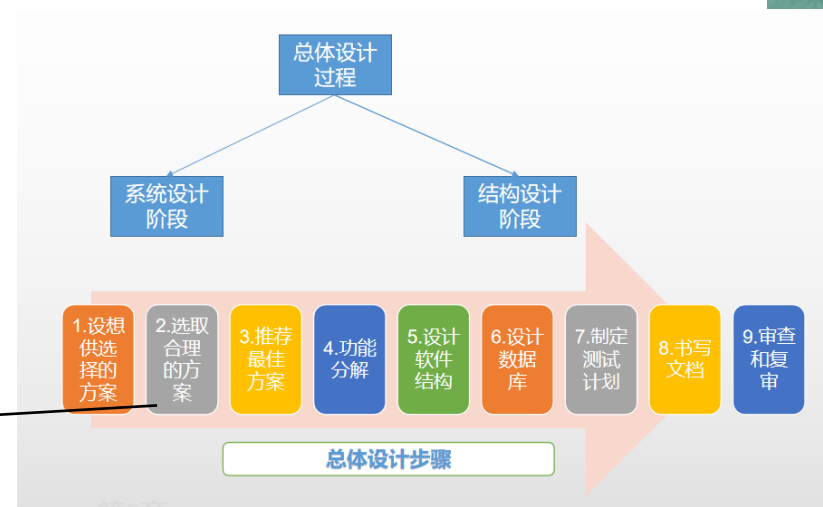 总体设计
过程
系统设计
阶段
结构设计
阶段
1.设想
供选
择的
方案
2.选取
合理
的方
案
3.推荐
最佳
方案
4.功能
分解
5.设计
软件
结构
6.设计
数据
库
7.制定
测试
计划
8.书写
文档
9.审查
和复
审
总体设计步骤